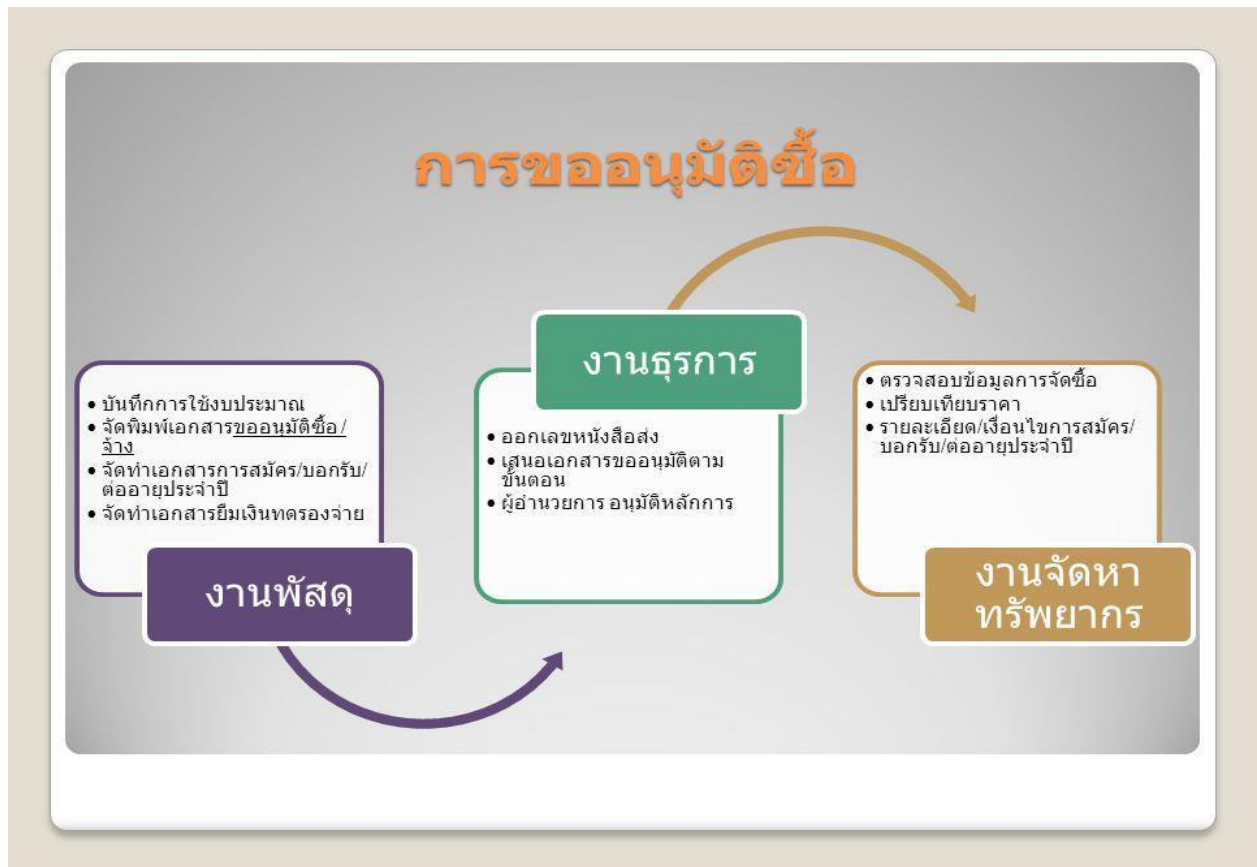 การขออนุมัติซื้อ
• บันทึกการใช้งบประมาณ
• จัดพิมพ์เอกสารขออนุมัติซื้อ/
จ้าง
• จัดทำเอกสารการสมัคร/บอกรับ/
ต่ออายุประจำปี
• จัดทำเอกสารยืมเงินทดรองจ่าย
งานพัสดุ
งานธุรการ
• ออกเลขหนังสือส่ง
• เสนอเอกสารขออนุมัติตาม
ขั้นตอน
• ผู้อำนวยการ อนุมัติหลักการ
• ตรวจสอบข้อมูลการจัดซื้อ
• เปรียบเทียบราคา
• รายละเอียด/เงื่อนไขการสมัคร/
บอกรับ/ต่ออายุประจำปี
งานจัดหา
ทรัพยากร